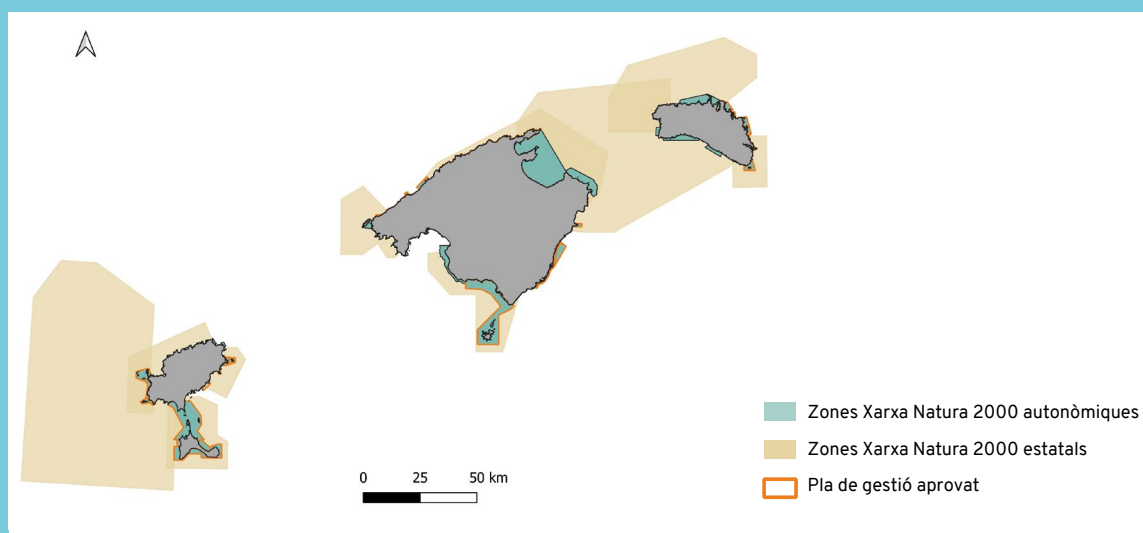 Zones Xarxa Natura 2000 autonòmiques
Zones Xarxa Natura 2000 estatals
Pla de gestió aprovat
0 25 50 km